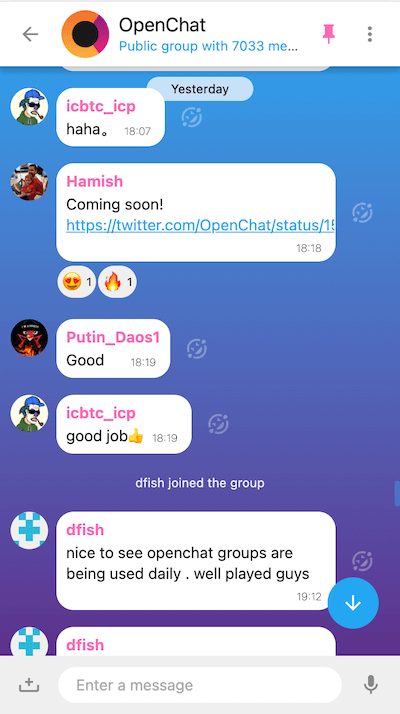 OpenChat
Public group with 7033 me...
Yesterday
icbtc_icp
haha。 18:07
Hamish
Coming soon!
https://twitter.com/OpenChat/status/15
18:18
😍 1 🔥 1
Putin_Daos1
Good 18:19
icbtc_icp
good job👍 18:19
dfish joined the group
dfish
nice to see openchat groups are
being used daily . well played guys
19:12
dfish
Enter a message